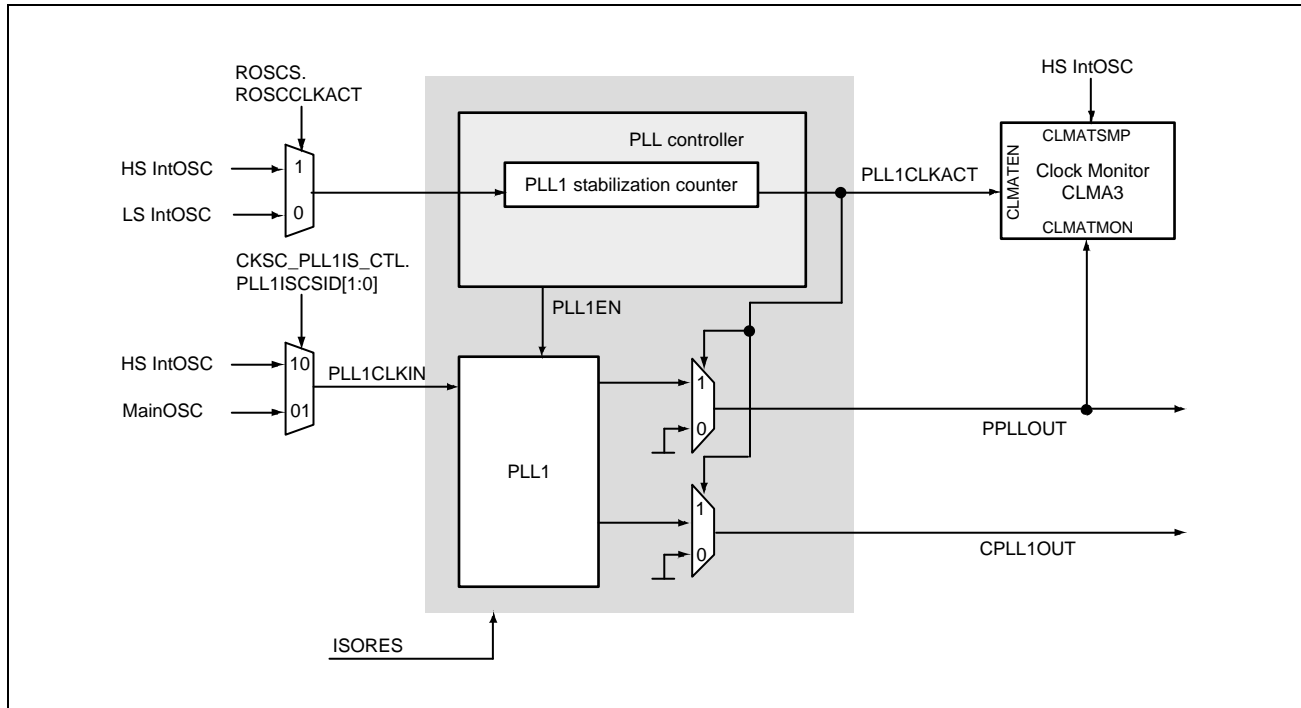 ROSCS.
ROSCCLKACT
HS IntOSC
1
LS IntOSC
0
CKSC_PLL1IS_CTL.
PLL1ISCSID[1:0]
HS IntOSC
10
MainOSC
01
PLL1CLKIN
PLL controller
PLL1 stabilization counter
PLL1EN
PLL1
1
0
1
0
ISORES
PLL1CLKACT
HS IntOSC
CLMATSMP
CLMATEN
Clock Monitor
CLMA3
CLMATMON
PPLLOUT
CPLL1OUT